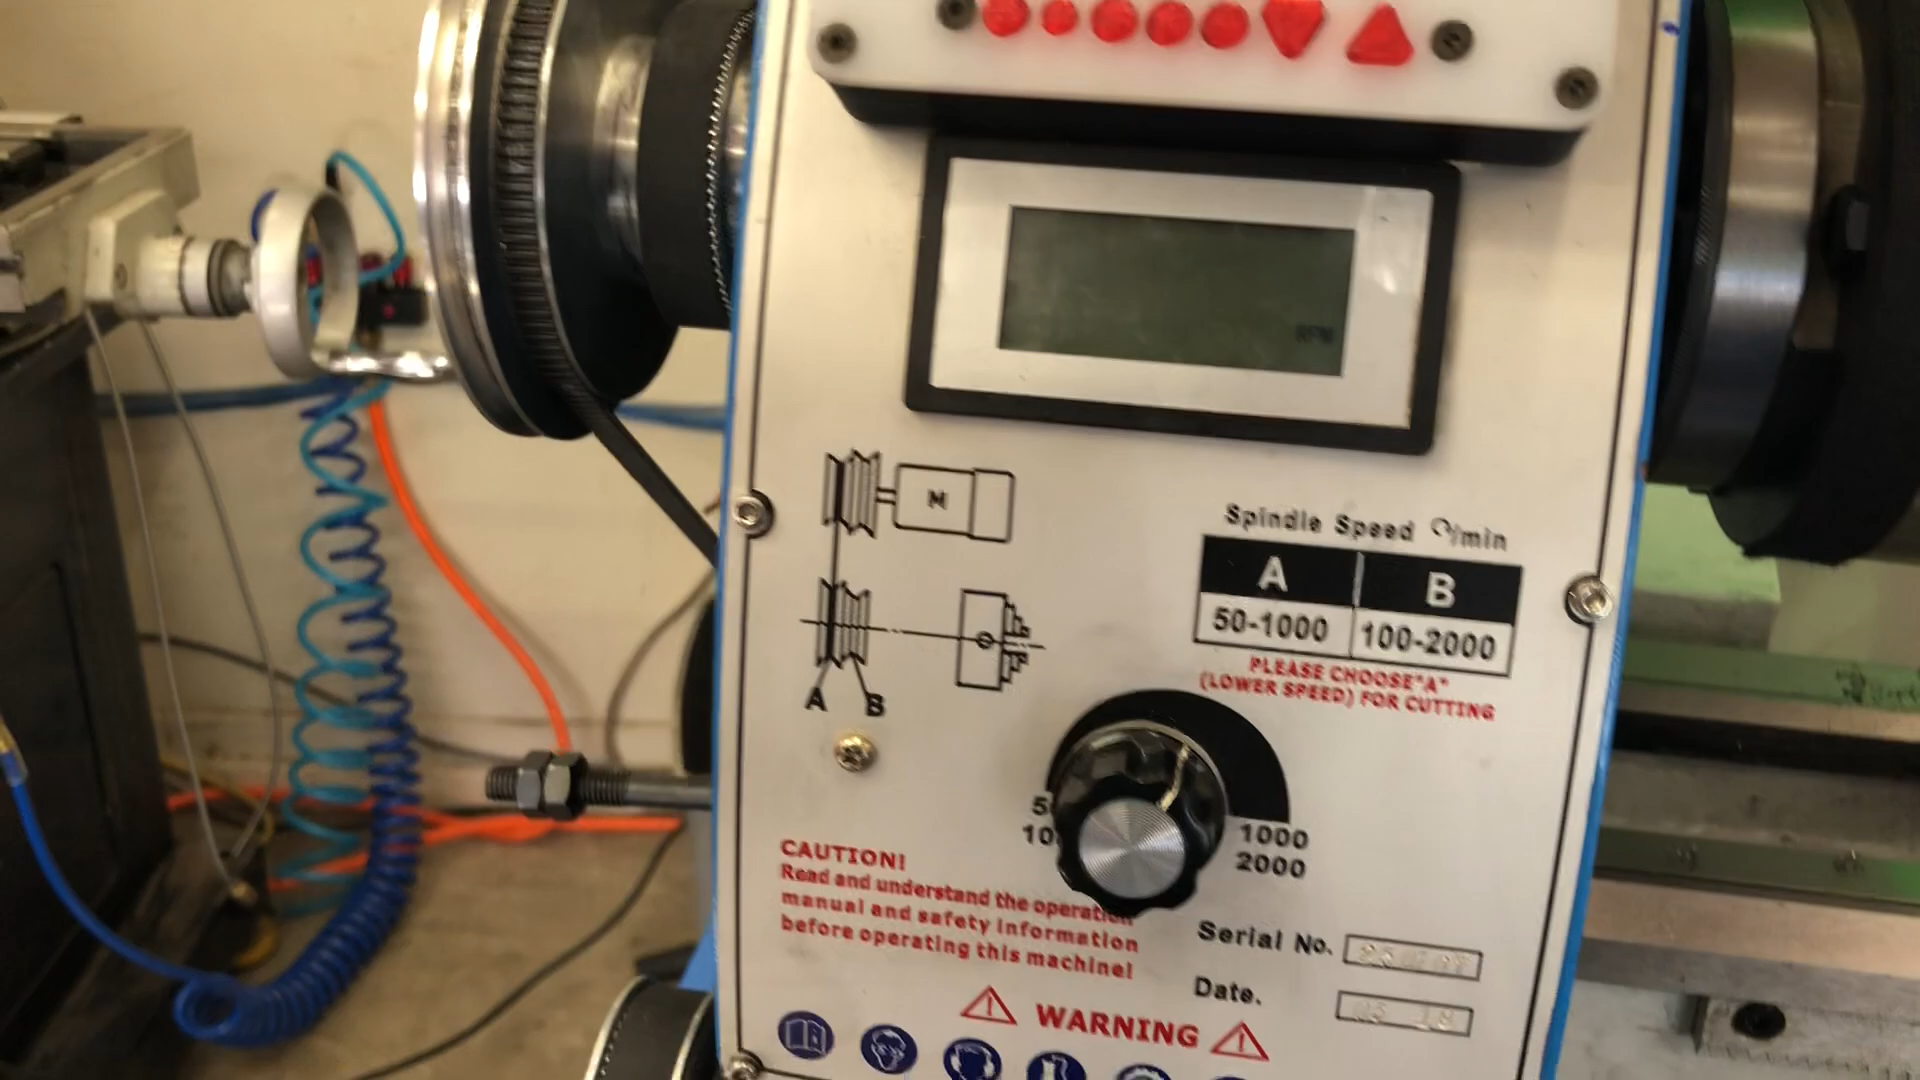 RPM
M
Spindle Speed /min
A B
50-1000 100-2000
PLEASE CHOOSE"A"
(LOWER SPEED) FOR CUTTING
A B
1000
2000
CAUTION!
Read and understand the operation
manual and safety information
before operating this machine!
Serial No.
Date.
WARNING